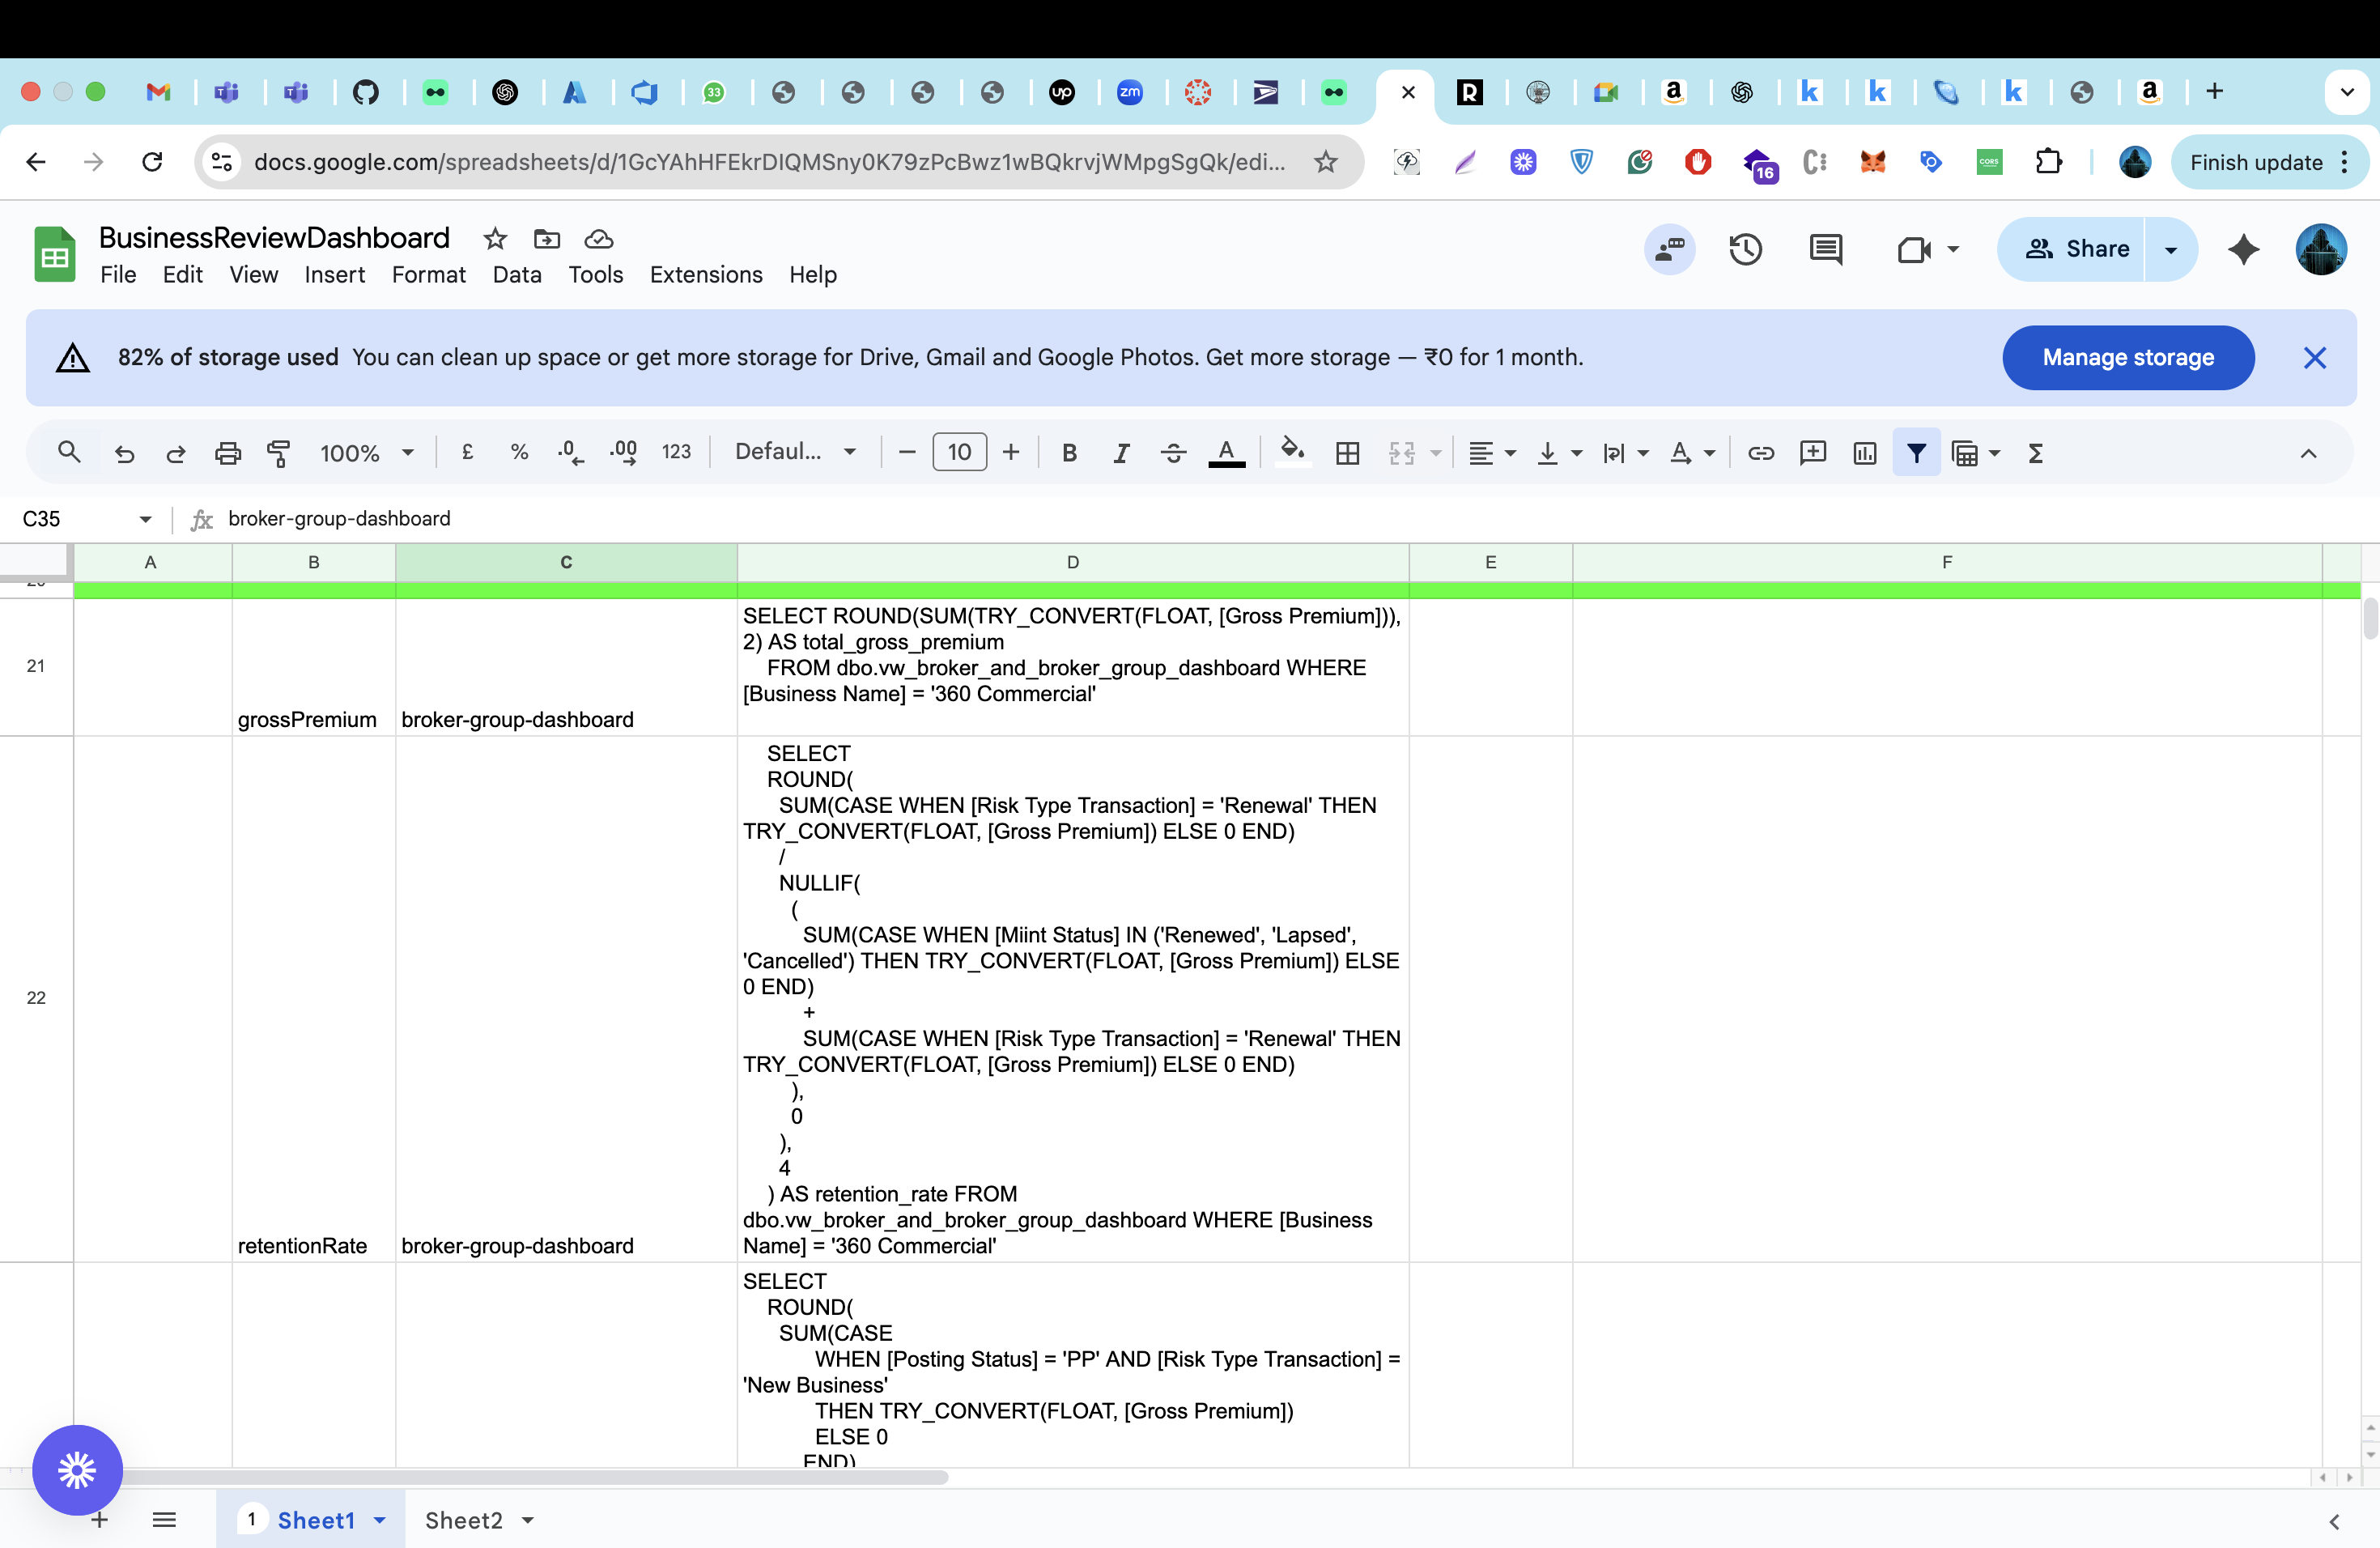 33
up
zm
R
a
k
k
k
a
docs.google.com/spreadsheets/d/1GcYAhHFEkrDIQMSny0K79zPcBwz1wBQkrvjWMpgSgQk/edi...
16
CORS
Finish update
BusinessReviewDashboard
File Edit View Insert Format Data Tools Extensions Help
Share
82% of storage used You can clean up space or get more storage for Drive, Gmail and Google Photos. Get more storage — ₹0 for 1 month.
Manage storage
100% £ % .0 .00 123 Defaul... 10 B I A
C35
fx broker-group-dashboard
A B C D E F
21
grossPremium
broker-group-dashboard
SELECT ROUND(SUM(TRY_CONVERT(FLOAT, [Gross Premium])),
2) AS total_gross_premium
FROM dbo.vw_broker_and_broker_group_dashboard WHERE
[Business Name] = '360 Commercial'
22
retentionRate
broker-group-dashboard
SELECT
ROUND(
SUM(CASE WHEN [Risk Type Transaction] = 'Renewal' THEN
TRY_CONVERT(FLOAT, [Gross Premium]) ELSE 0 END)
/
NULLIF(
(
SUM(CASE WHEN [Miint Status] IN ('Renewed', 'Lapsed',
'Cancelled') THEN TRY_CONVERT(FLOAT, [Gross Premium]) ELSE
0 END)
+
SUM(CASE WHEN [Risk Type Transaction] = 'Renewal' THEN
TRY_CONVERT(FLOAT, [Gross Premium]) ELSE 0 END)
),
0
),
4
) AS retention_rate FROM
dbo.vw_broker_and_broker_group_dashboard WHERE [Business
Name] = '360 Commercial'
SELECT
ROUND(
SUM(CASE
WHEN [Posting Status] = 'PP' AND [Risk Type Transaction] =
'New Business'
THEN TRY_CONVERT(FLOAT, [Gross Premium])
ELSE 0
END)
1 Sheet1
Sheet2